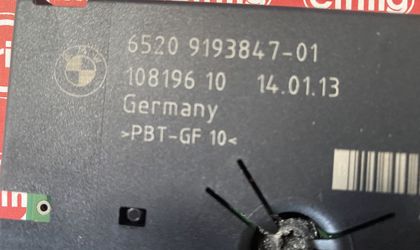 6520 9193847-01
108196 10 14.01.13
Germany
>PBT-GF 10<